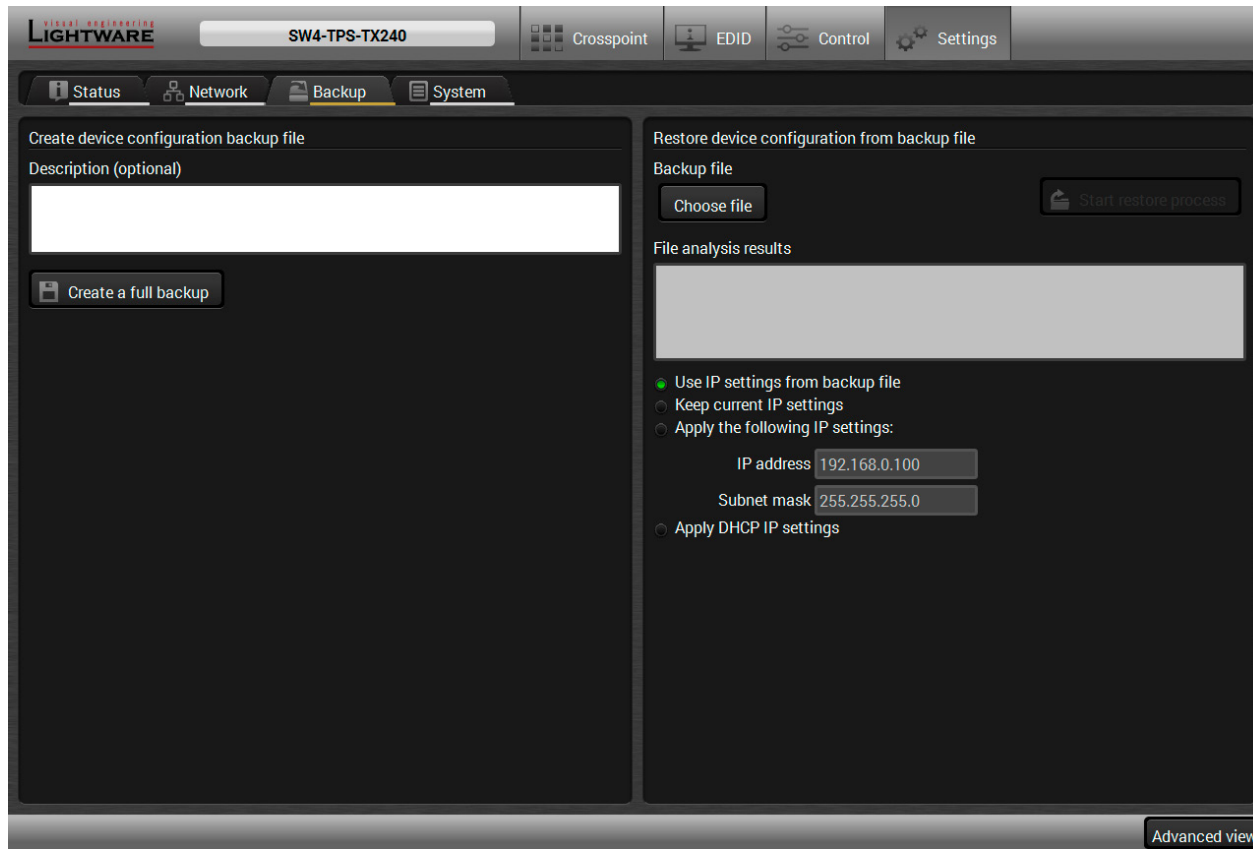 visual engineering
LIGHTWARE
SW4-TPS-TX240
Crosspoint
EDID
Control
Settings
Status
Network
Backup
System
Create device configuration backup file
Description (optional)
Create a full backup
Restore device configuration from backup file
Backup file
Choose file
Start restore process
File analysis results
Use IP settings from backup file
Keep current IP settings
Apply the following IP settings:
IP address 192.168.0.100
Subnet mask 255.255.255.0
Apply DHCP IP settings
Advanced view